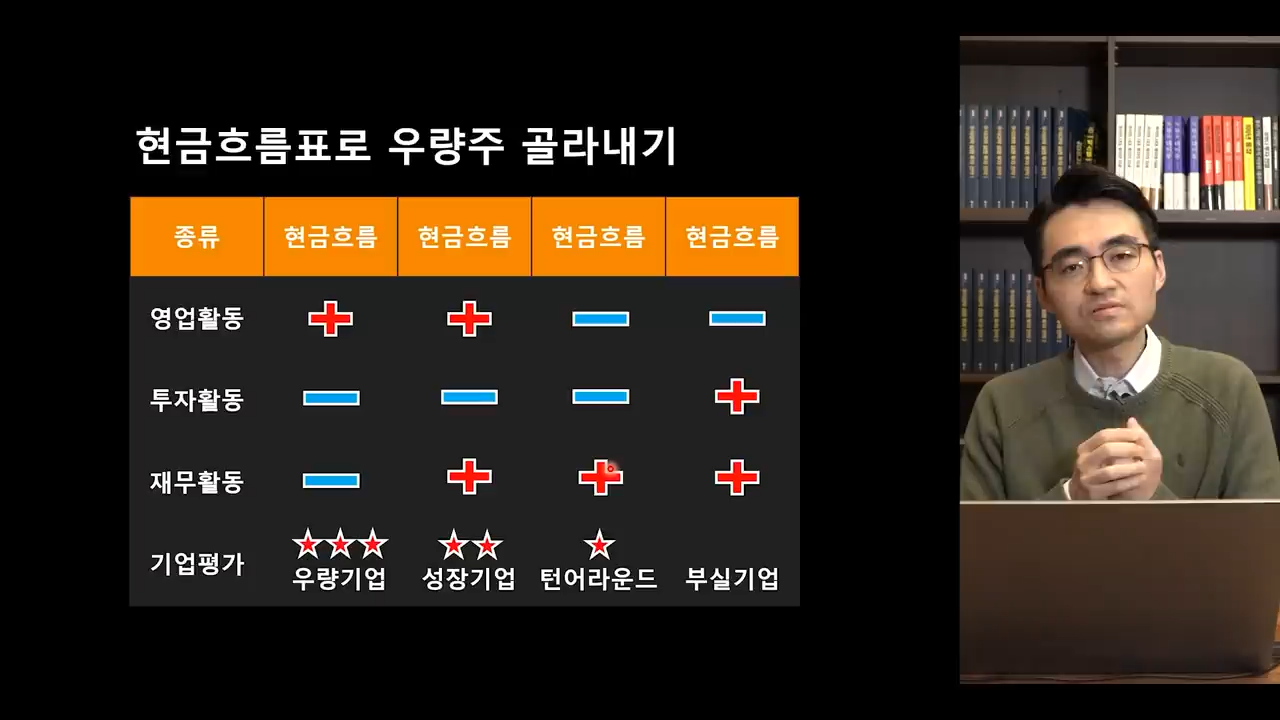 현금흐름표로 우량주 골라내기
종류 현금흐름 현금흐름 현금흐름 현금흐름
영업활동
투자활동
재무활동
기업평가
우량기업 성장기업 턴어라운드 부실기업